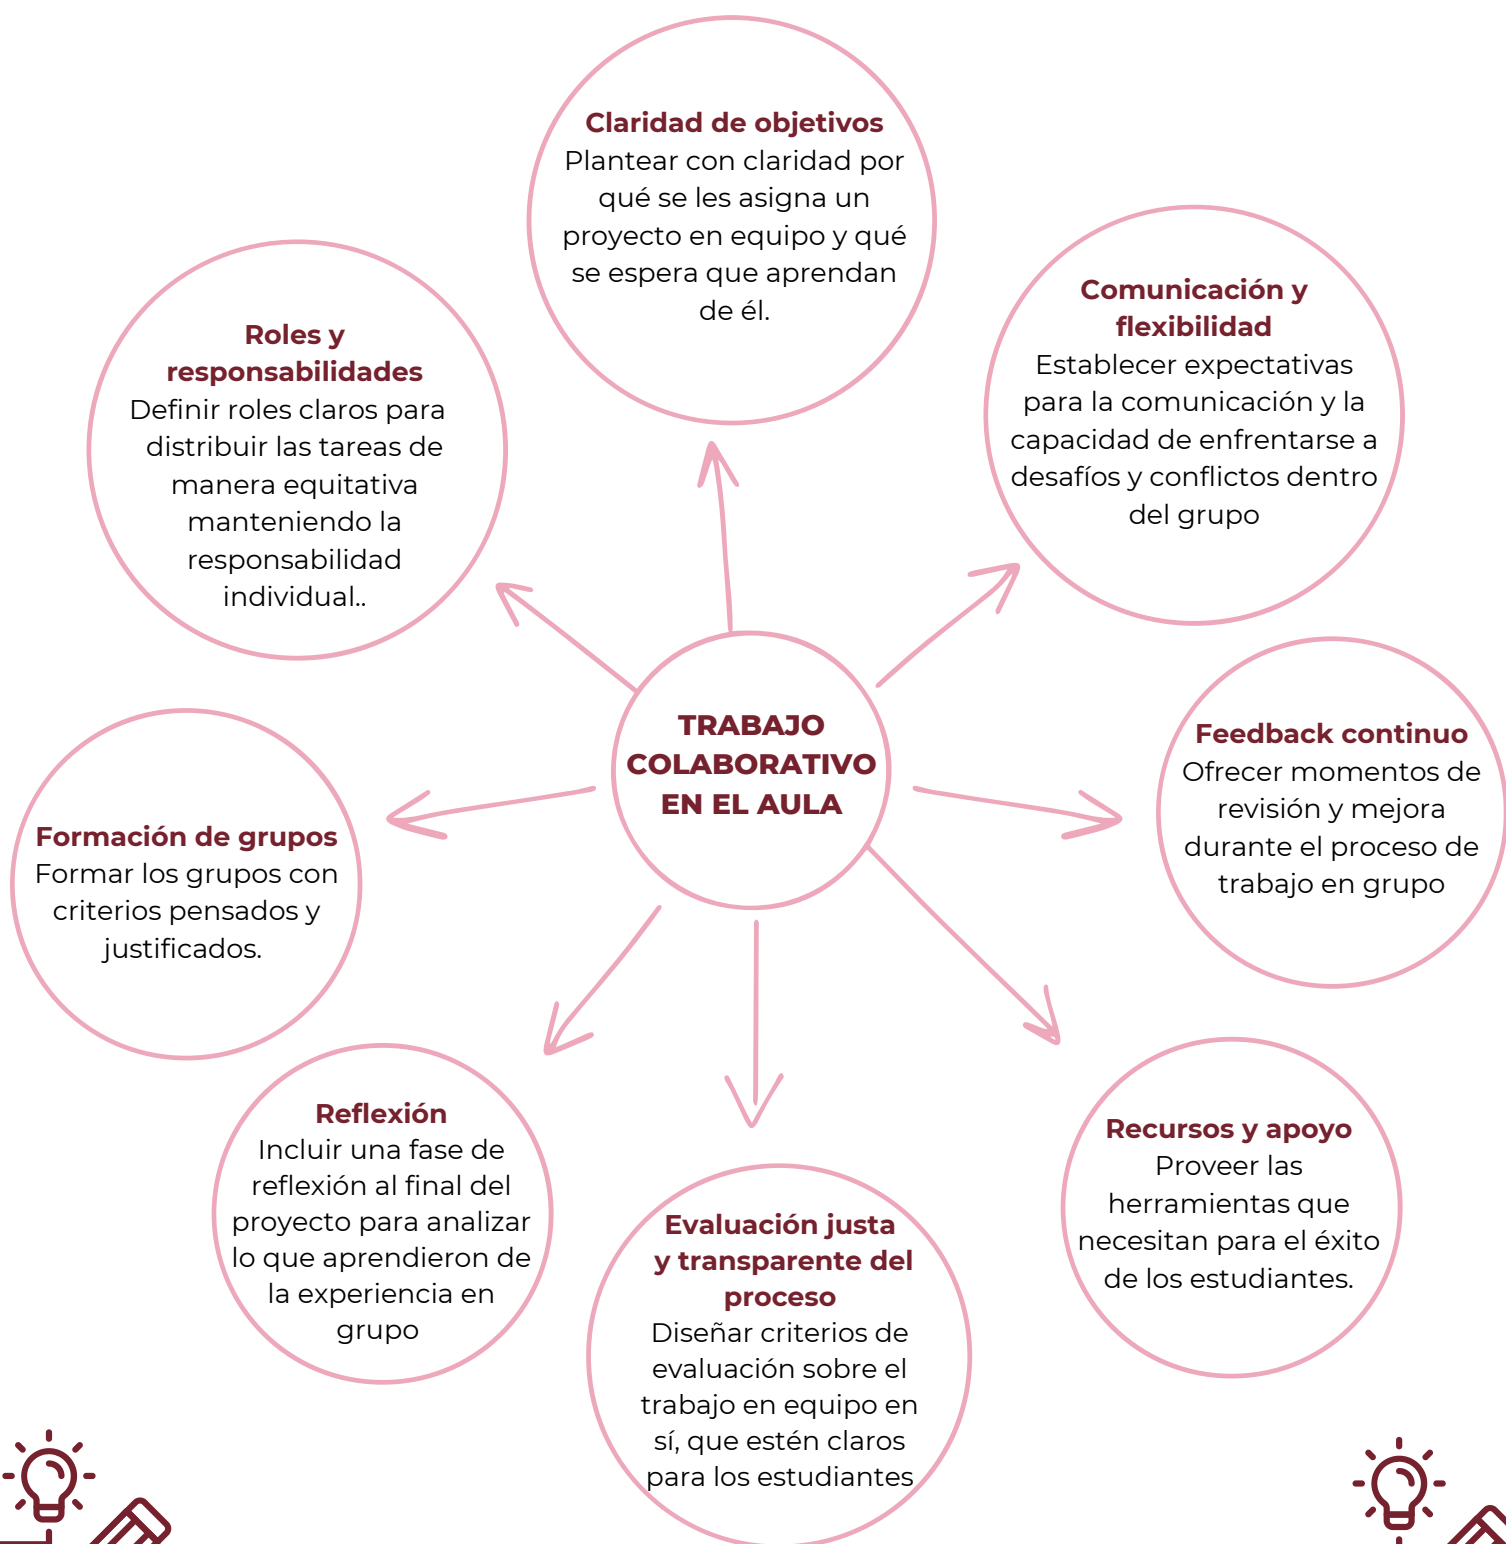 Claridad de objetivos
Plantear con claridad por
qué se les asigna un
proyecto en equipo y qué
se espera que aprendan
de él.
Comunicación y
flexibilidad
Establecer expectativas
para la comunicación y la
capacidad de enfrentarse a
desafíos y conflictos dentro
del grupo
Roles y
responsabilidades
Definir roles claros para
distribuir las tareas de
manera equitativa
manteniendo la
responsabilidad
individual..
TRABAJO
COLABORATIVO
EN EL AULA
Feedback continuo
Ofrecer momentos de
revisión y mejora
durante el proceso de
trabajo en grupo
Formación de grupos
Formar los grupos con
criterios pensados y
justificados.
Reflexión
Incluir una fase de
reflexión al final del
proyecto para analizar
lo que aprendieron de
la experiencia en
grupo
Evaluación justa
y transparente del
proceso
Diseñar criterios de
evaluación sobre el
trabajo en equipo en
sí, que estén claros
para los estudiantes
Recursos y apoyo
Proveer las
herramientas que
necesitan para el éxito
de los estudiantes.